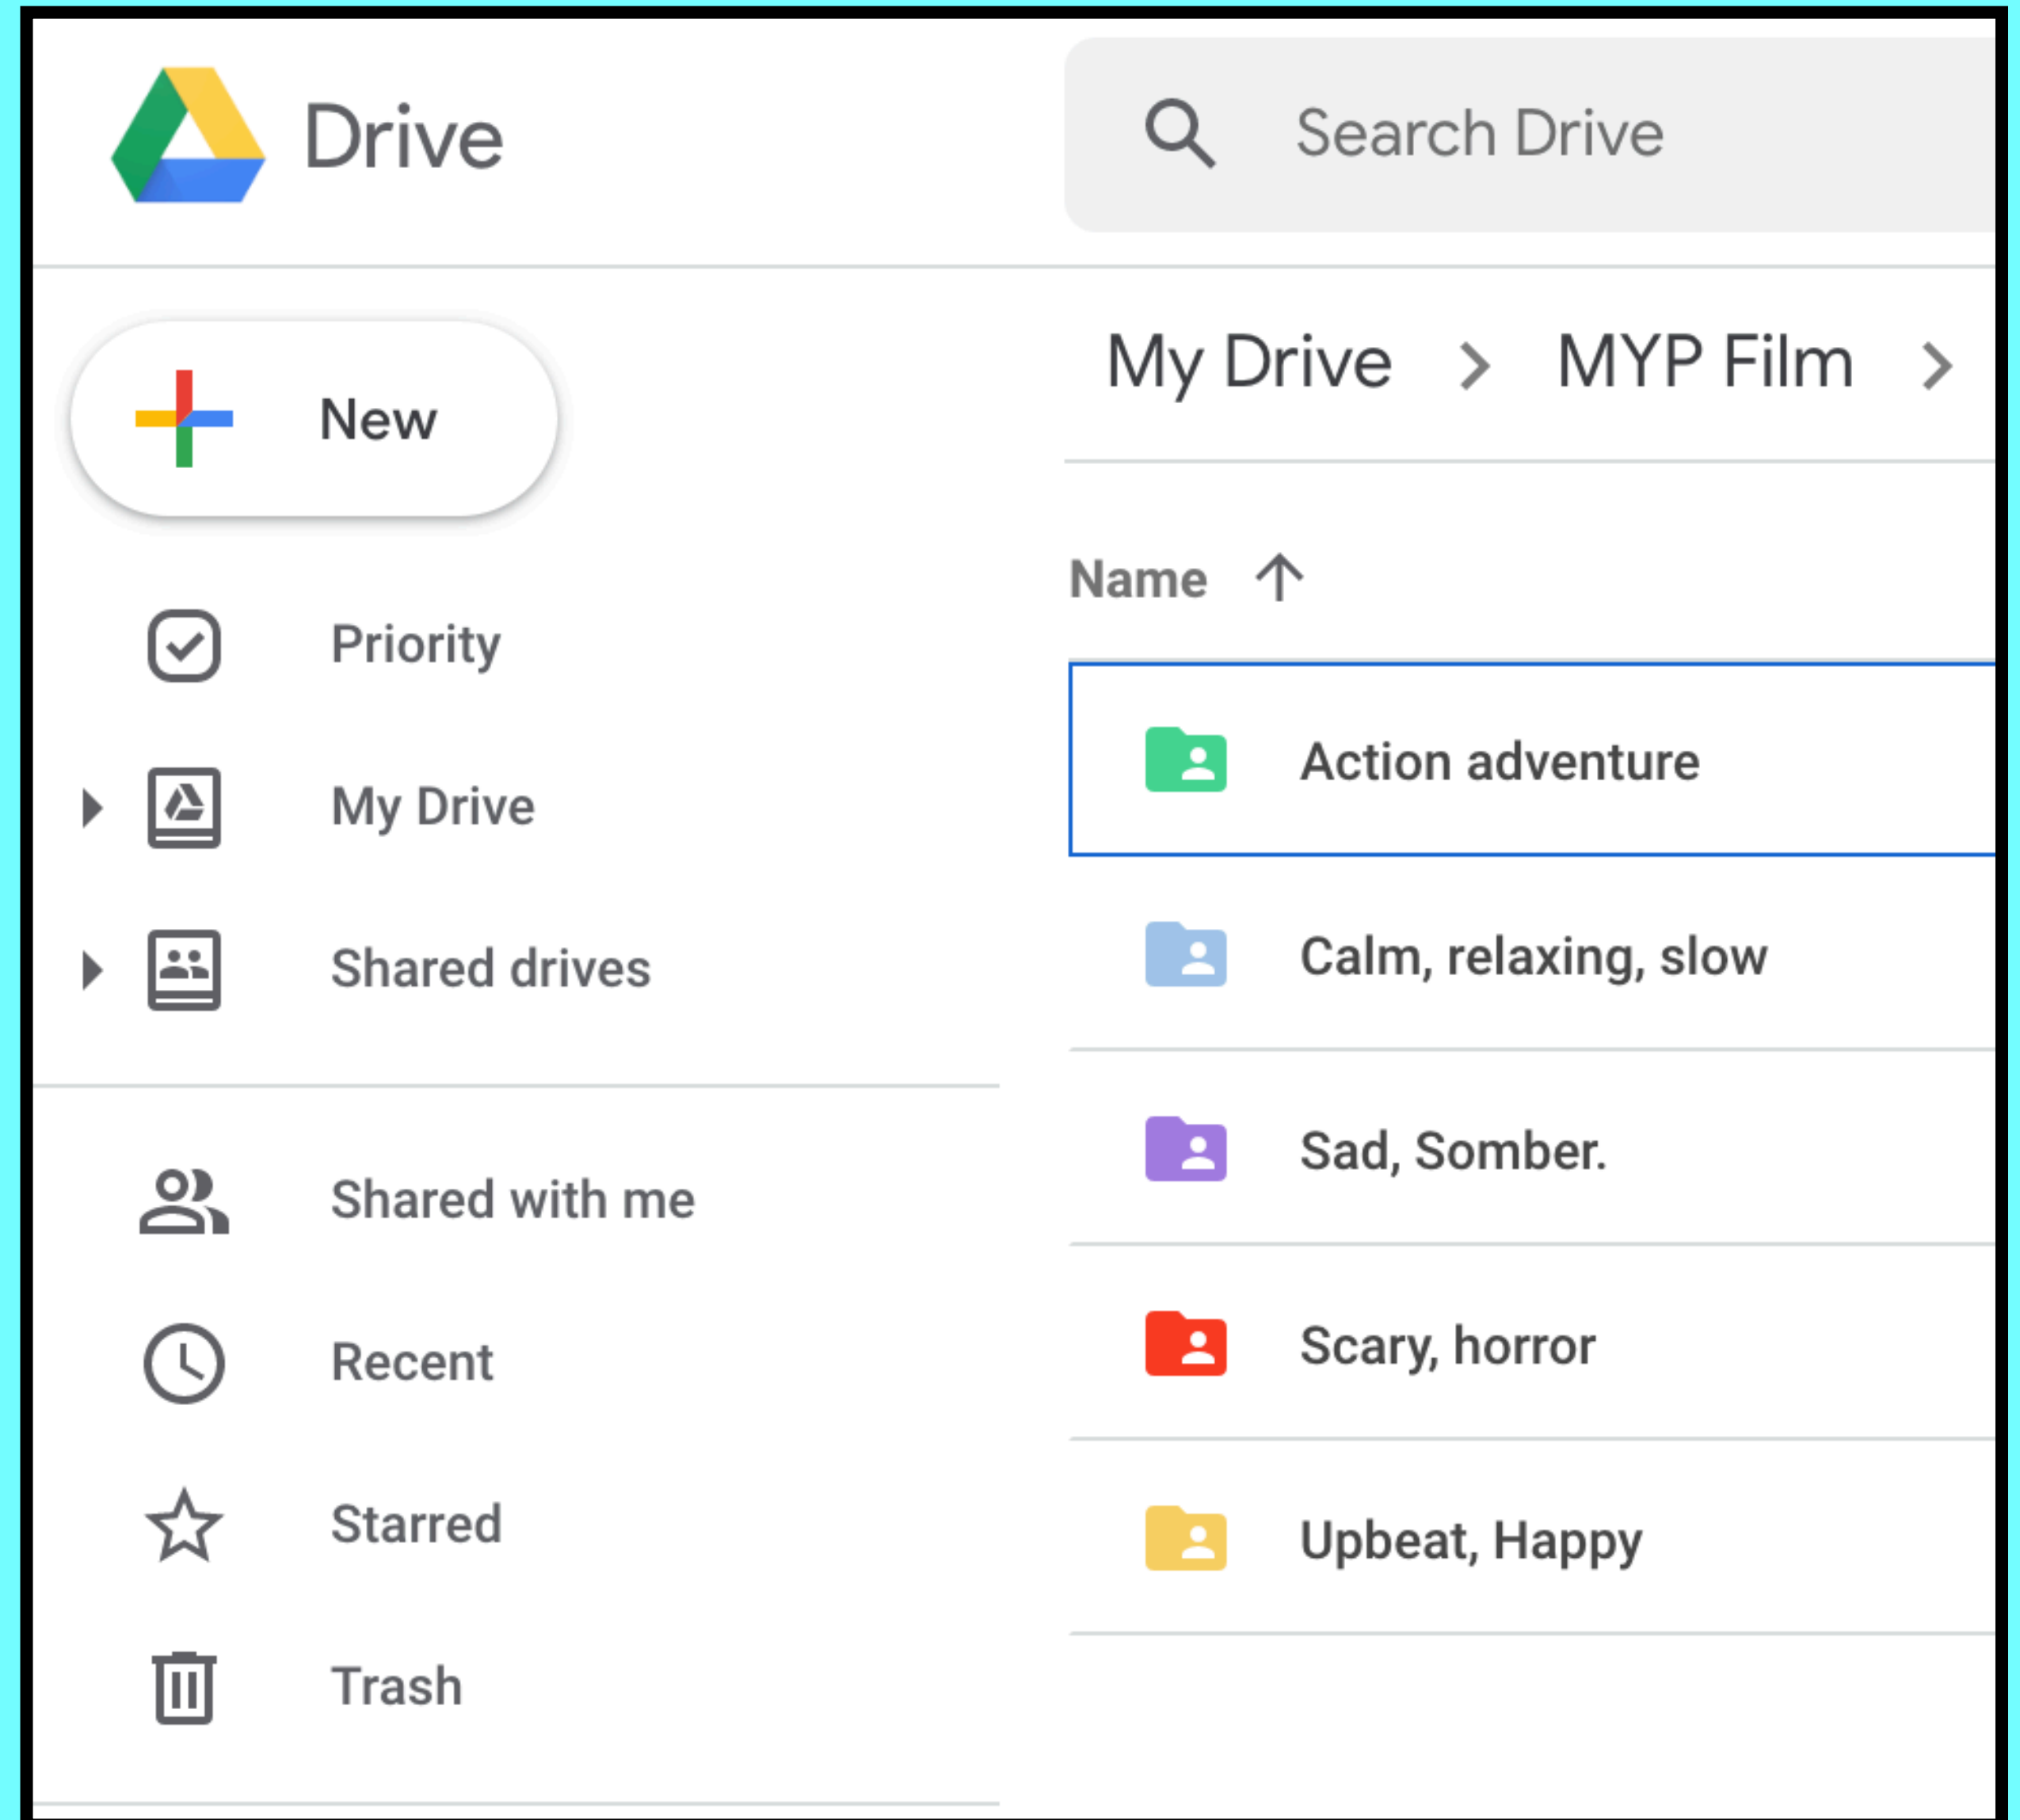 Drive
Search Drive
New
Priority
My Drive
Shared drives
Shared with me
Recent
Starred
Trash
My Drive > MYP Film >
Name
Action adventure
Calm, relaxing, slow
Sad, Somber.
Scary, horror
Upbeat, Happy